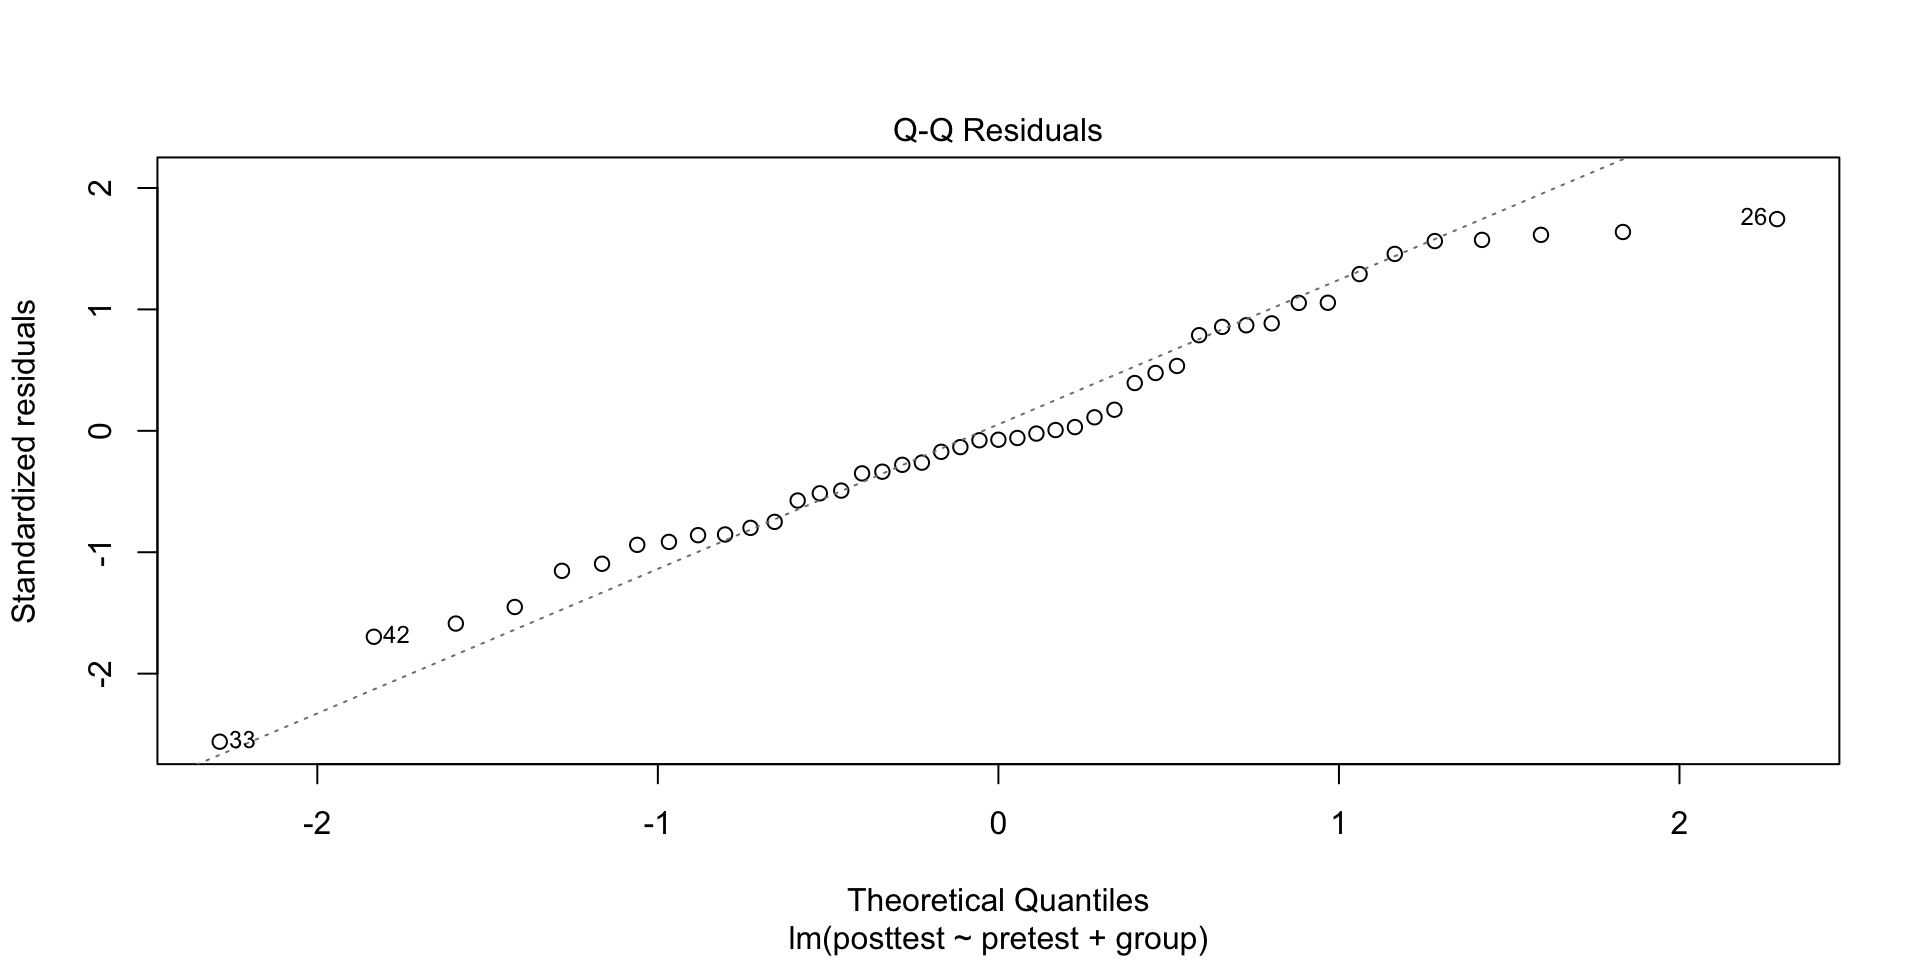 Q-Q Residuals
Standardized residuals
2
1
0
-1
-2
26
42
33
-2 -1 0 1 2
Theoretical Quantiles
lm(posttest ~ pretest + group)